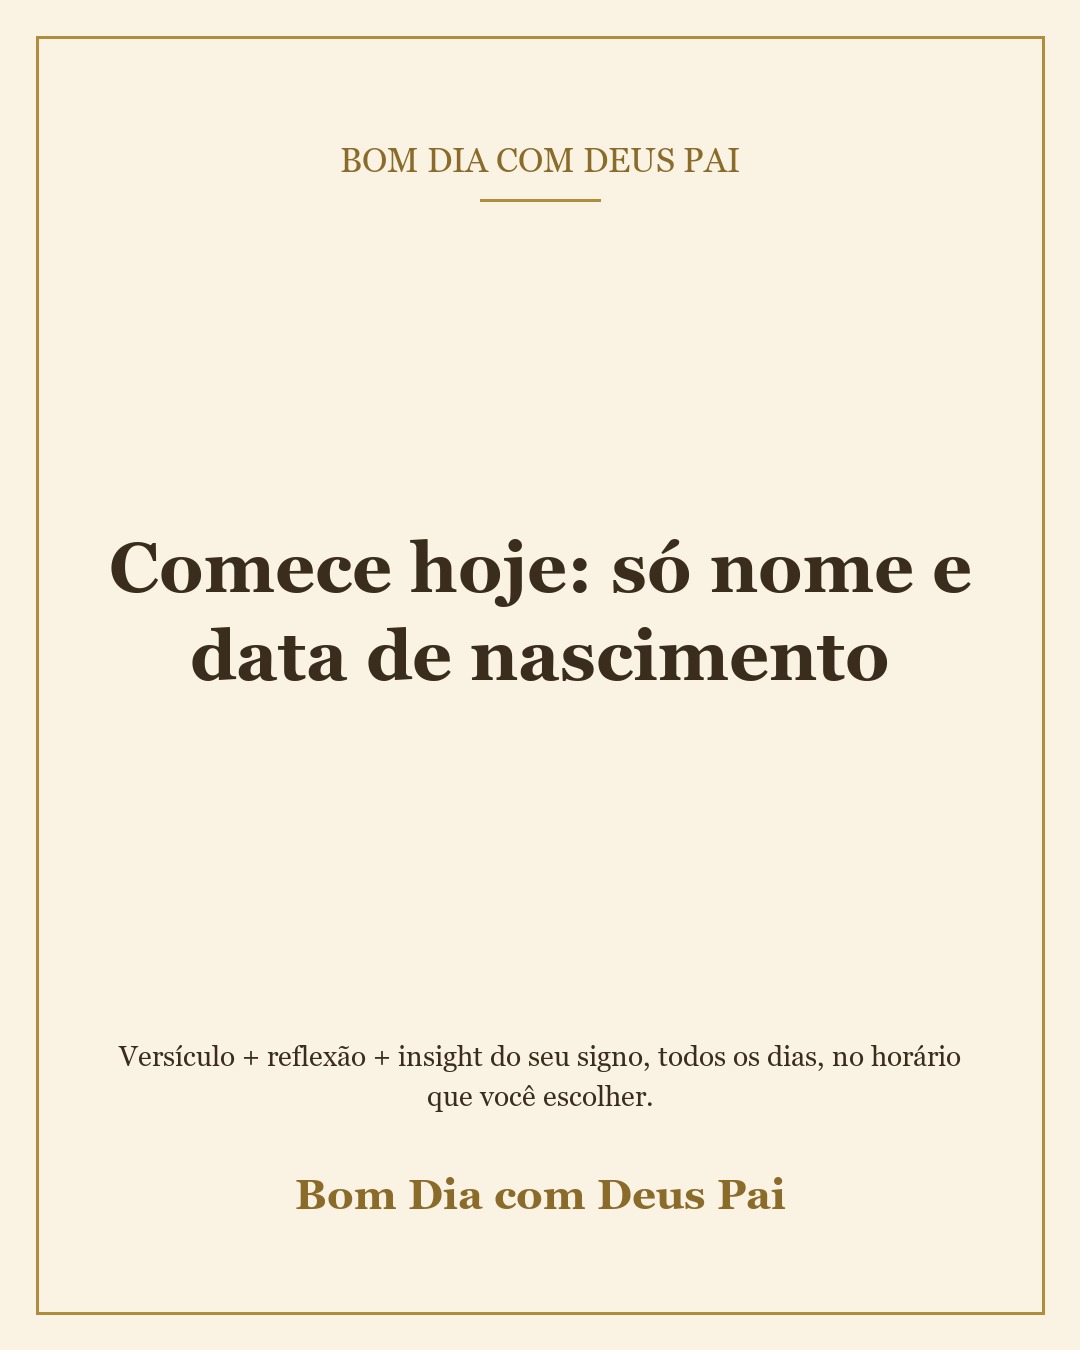 BOM DIA COM DEUS PAI
Comece hoje: só nome e
data de nascimento
Versículo + reflexão + insight do seu signo, todos os dias, no horário
que você escolher.
Bom Dia com Deus Pai